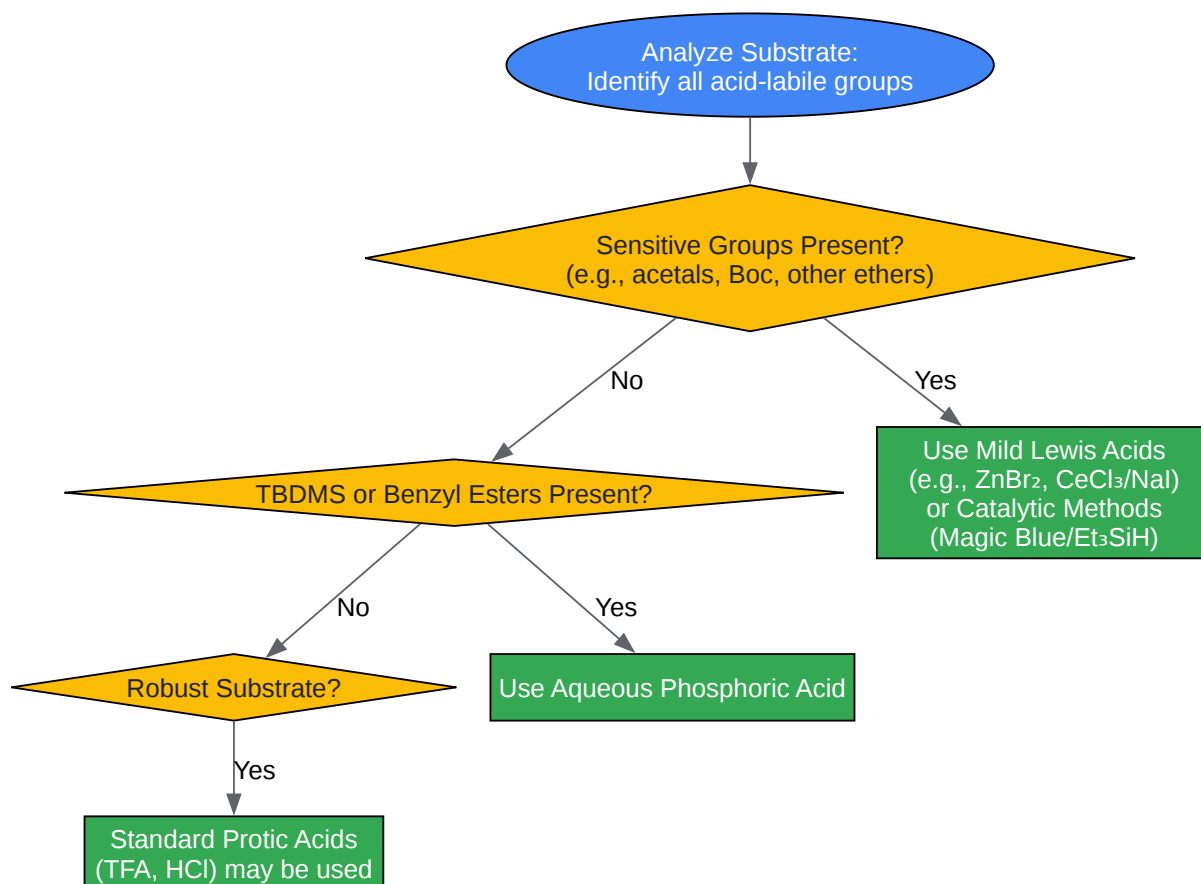 Analyze Substrate:
Identify all acid-labile groups
Sensitive Groups Present?
(e.g., acetals, Boc, other ethers)
No
Yes
Use Mild Lewis Acids
(e.g., ZnBr₂, CeCl₃/NaI)
or Catalytic Methods
(Magic Blue/Et₃SiH)
TBDMS or Benzyl Esters Present?
No
Yes
Robust Substrate?
Use Aqueous Phosphoric Acid
Yes
Standard Protic Acids
(TFA, HCl) may be used